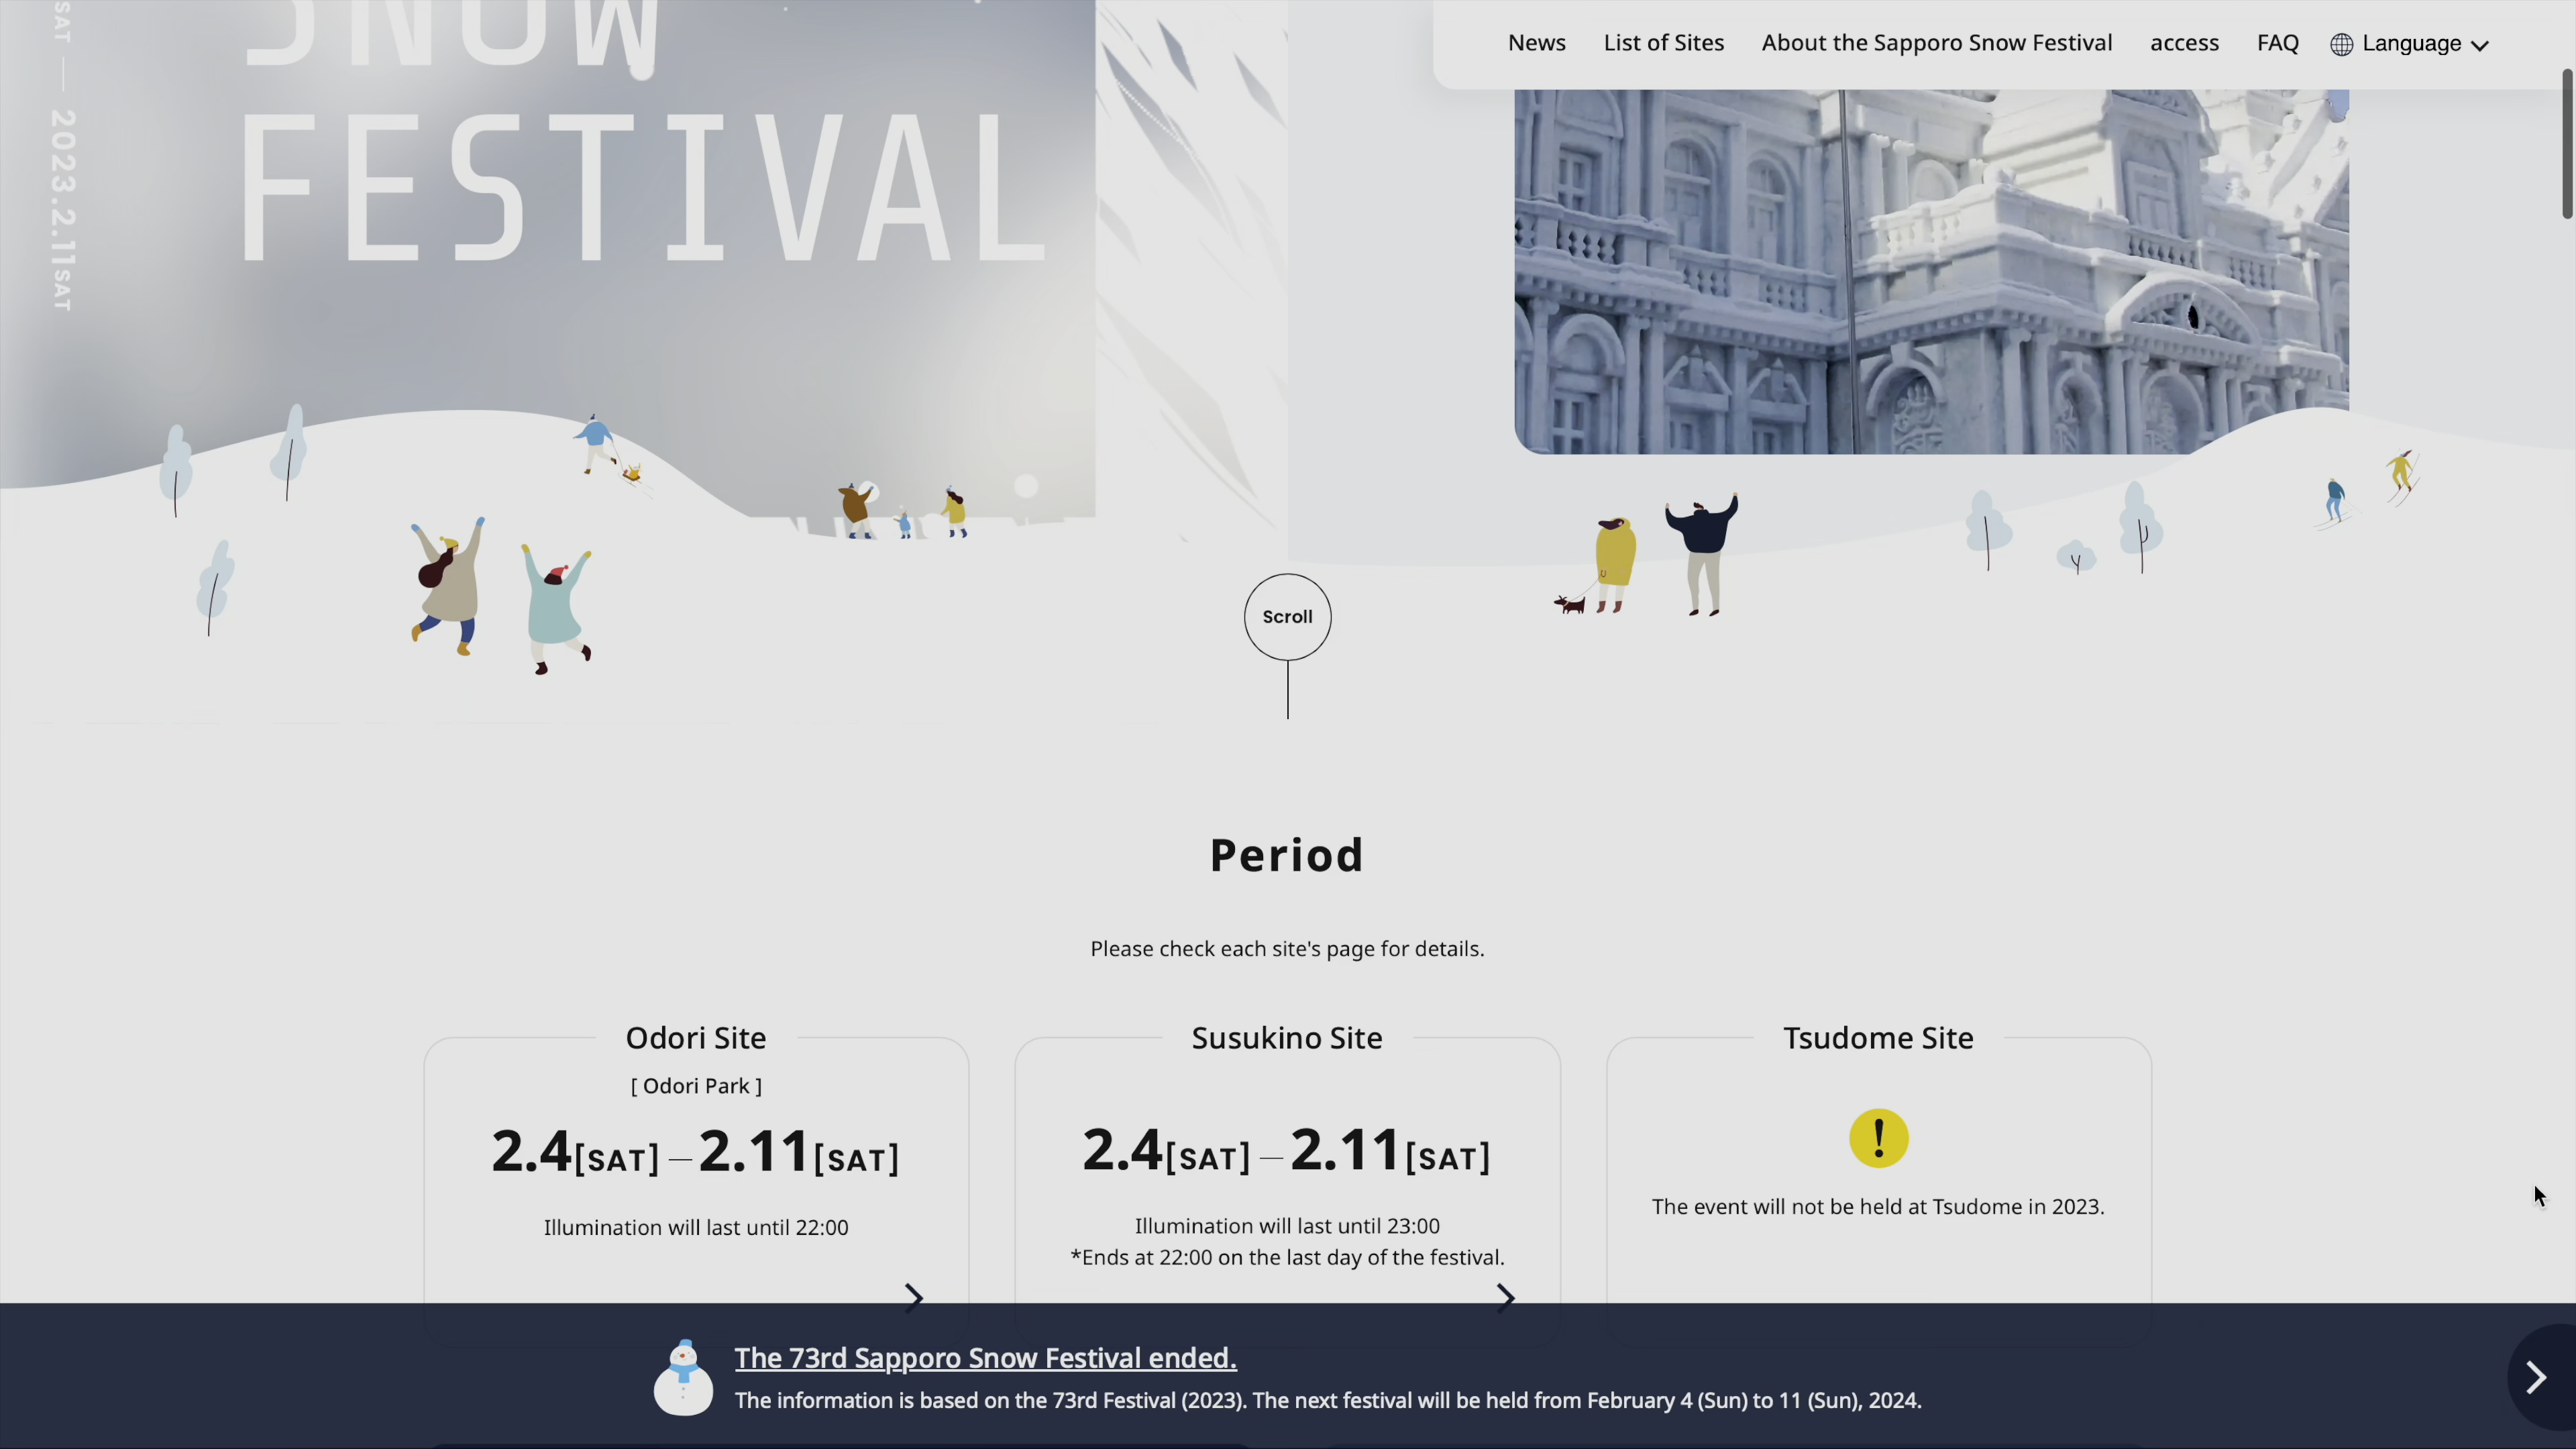 News List of Sites About the Sapporo Snow Festival access FAQ Language
SAT — 2023.2.11SAT
SNOW
FESTIVAL
Scroll
Period
Please check each site's page for details.
Odori Site
[ Odori Park ]
2.4[SAT] — 2.11[SAT]
Illumination will last until 22:00
Susukino Site
2.4[SAT] — 2.11[SAT]
Illumination will last until 23:00
*Ends at 22:00 on the last day of the festival.
Tsudome Site
!
The event will not be held at Tsudome in 2023.
The 73rd Sapporo Snow Festival ended.
The information is based on the 73rd Festival (2023). The next festival will be held from February 4 (Sun) to 11 (Sun), 2024.